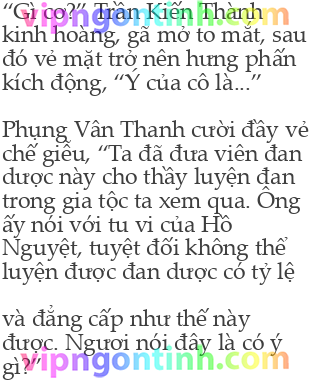 “Gì cơ?” Trần Kiến Thành
kinh hoàng, gã mở to mắt, sau
đó vẻ mặt trở nên hưng phấn
kích động, “Ý của cô là...”
Phụng Vân Thanh cười đầy vẻ
chế giễu, “Ta đã đưa viên đan
dược này cho thầy luyện đan
trong gia tộc ta xem qua. Ông
ấy nói với tu vi của Hồ
Nguyệt, tuyệt đối không thể
luyện được đan dược có tỷ lệ
và đẳng cấp như thế này
được. Ngươi nói đây là có ý
gì?”
vipngontinh.com
vipngontinh.com